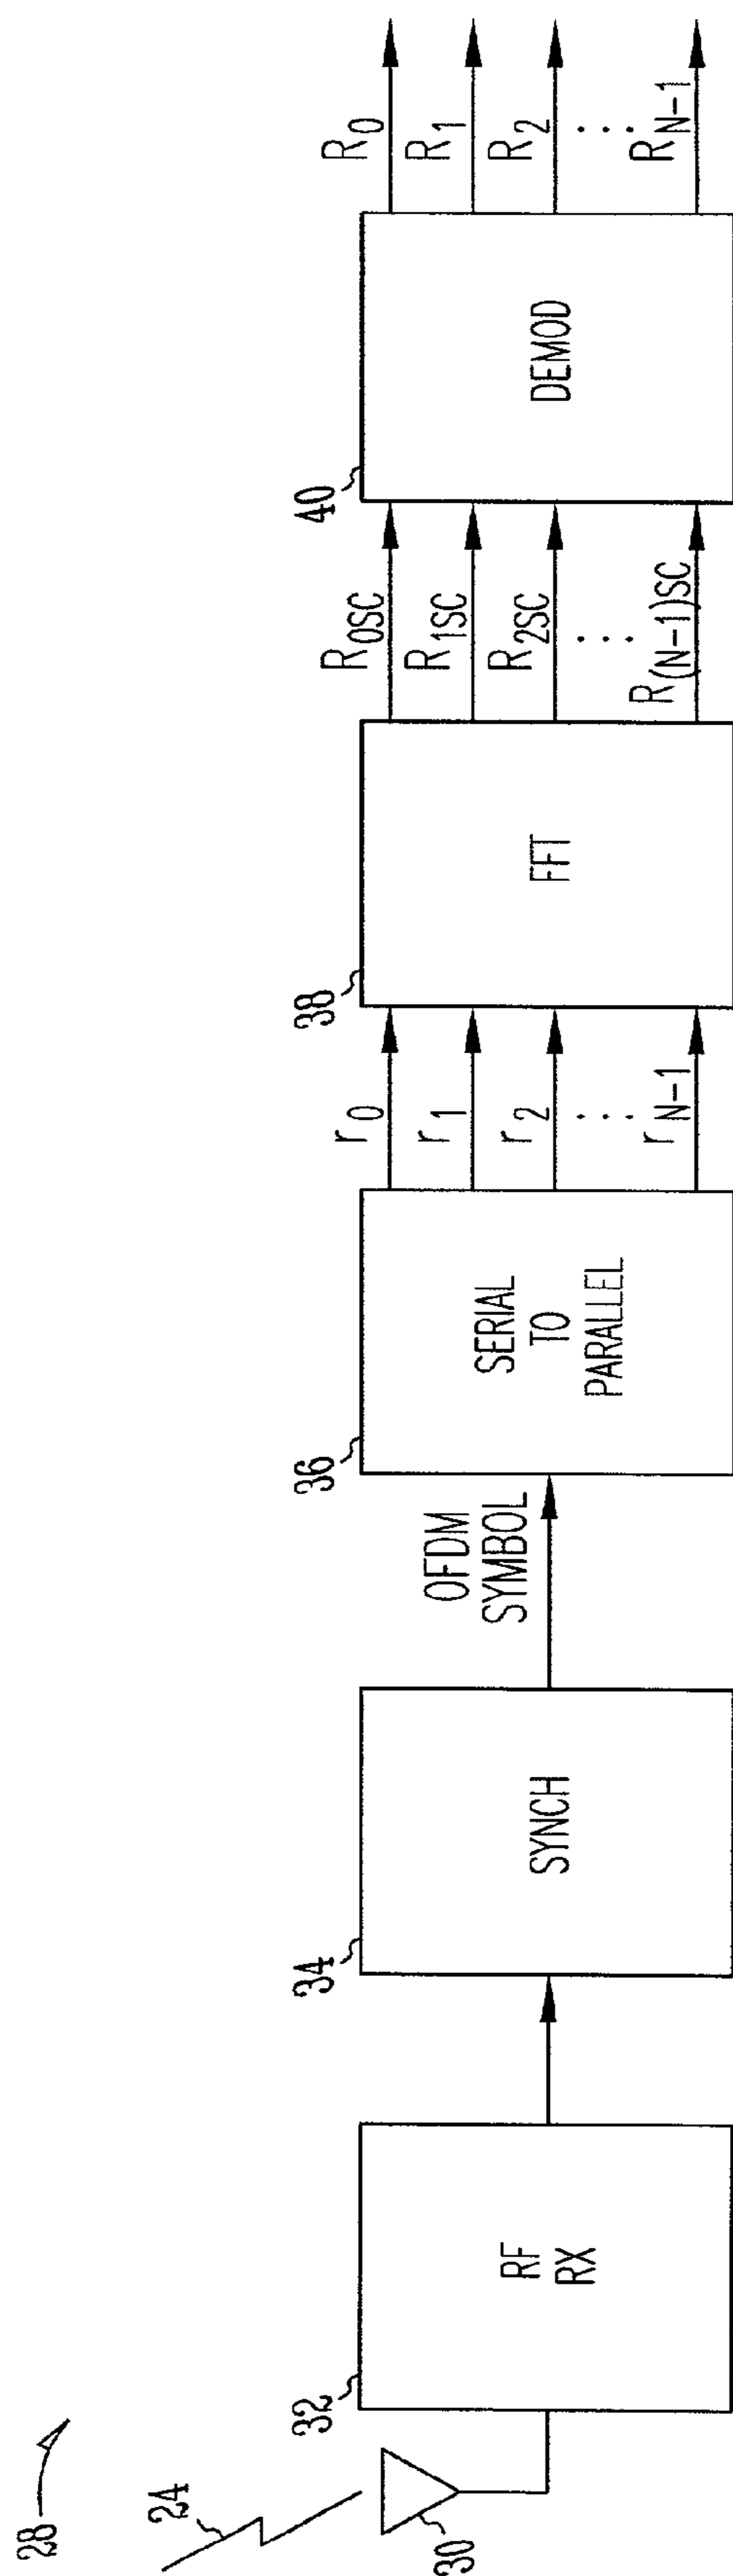 28
24
30
32
RF
RX
34
SYNCH
OFDM
SYMBOL
36
SERIAL
TO
PARALLEL
r0
r1
r2
...
rN-1
38
FFT
R0SC
R1SC
R2SC
...
R(N-1)SC
40
DEMOD
R0
R1
R2
...
RN-1